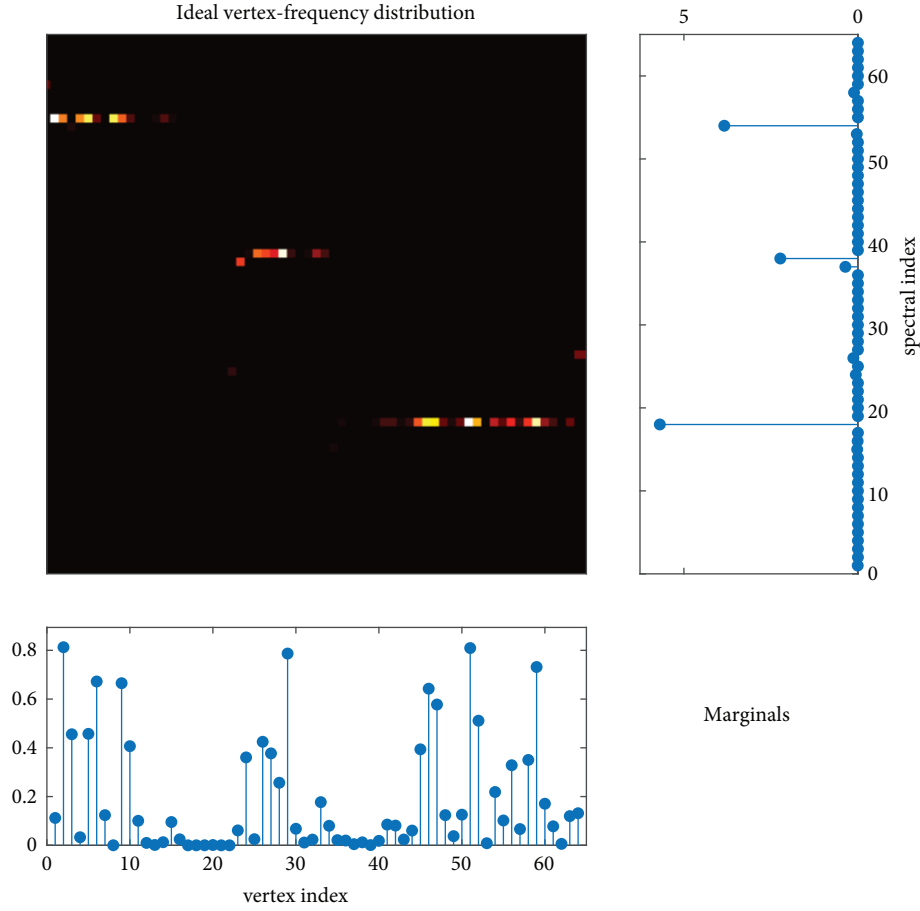 Ideal vertex-frequency distribution
5 0
60
50
40
30
20
10
0
spectral index
0.8
0.6
0.4
0.2
0
0 10 20 30 40 50 60
vertex index
Marginals